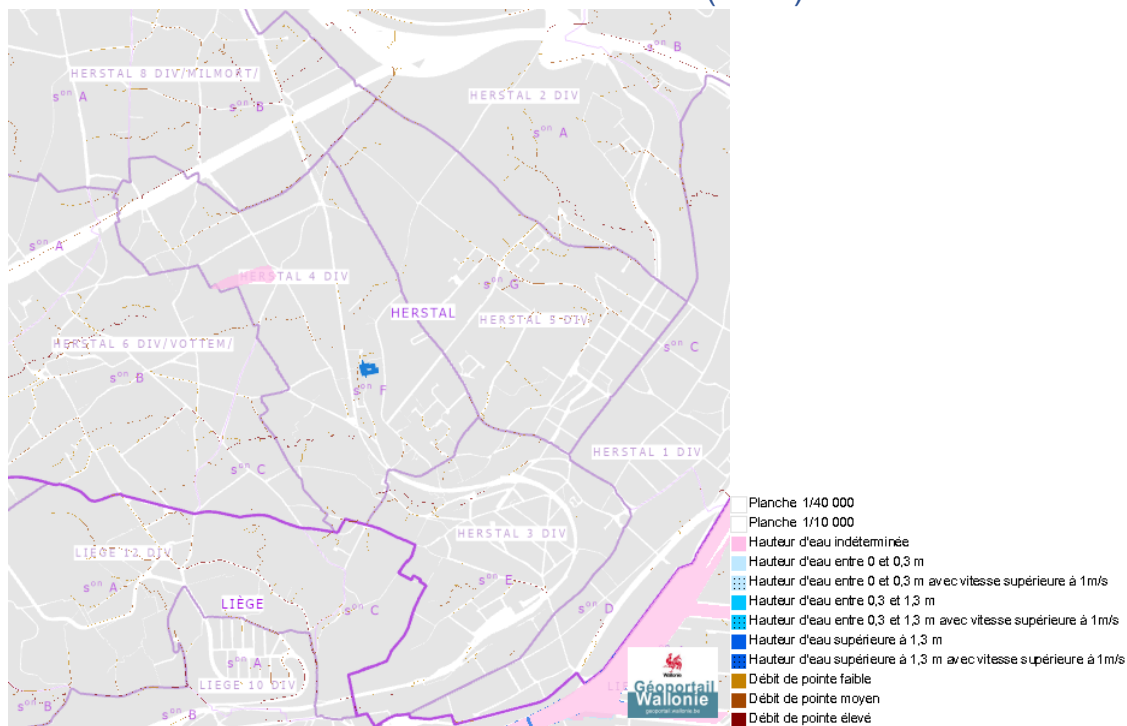 HERSTAL 8 DIV/MILMORT/
sᵒⁿ B
HERSTAL 2 DIV
sᵒⁿ A
sᵒⁿ B
sᵒⁿ A
sᵒⁿ A
HERSTAL 4 DIV
sᵒⁿ G
HERSTAL
HERSTAL 5 DIV
HERSTAL 6 DIV/VOTTEM/
sᵒⁿ C
sᵒⁿ B
sᵒⁿ F
HERSTAL 1 DIV
sᵒⁿ C
HERSTAL 3 DIV
LIÈGE 12 DIV
sᵒⁿ A
sᵒⁿ E
LIÈGE
sᵒⁿ C
sᵒⁿ D
sᵒⁿ A
LIÈGE 10 DIV
sᵒⁿ B
sᵒⁿ B
Wallonie
Géoportail
Wallonie
geoportail.wallonie.be
Planche 1/40 000
Planche 1/10 000
Hauteur d'eau indéterminée
Hauteur d'eau entre 0 et 0,3 m
Hauteur d'eau entre 0 et 0,3 m avec vitesse supérieure à 1m/s
Hauteur d'eau entre 0,3 et 1,3 m
Hauteur d'eau entre 0,3 et 1,3 m avec vitesse supérieure à 1m/s
Hauteur d'eau supérieure à 1,3 m
Hauteur d'eau supérieure à 1,3 m avec vitesse supérieure à 1m/s
Débit de pointe faible
Débit de pointe moyen
Débit de pointe élevé